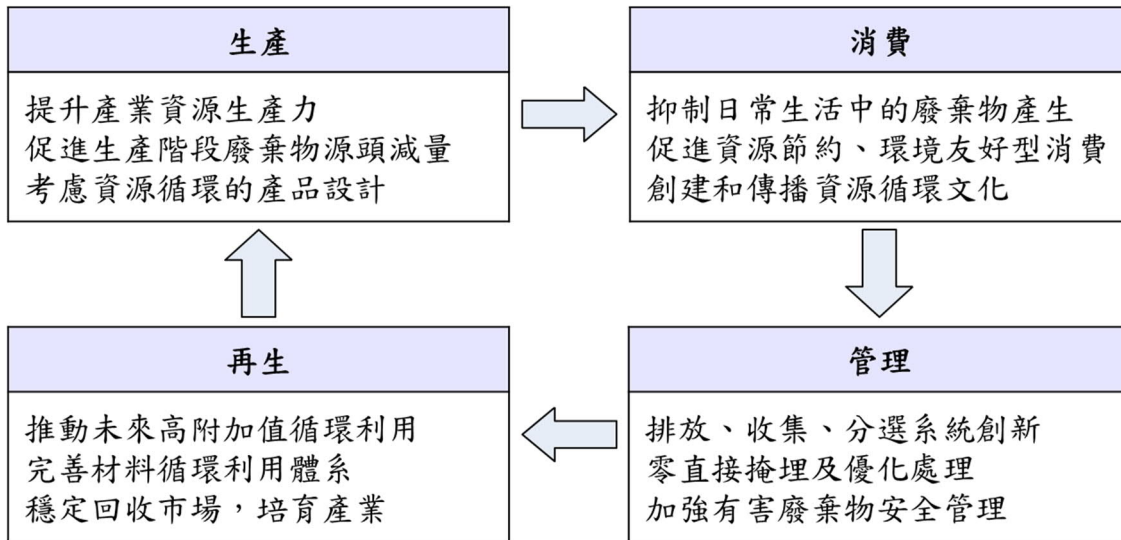 生產
提升產業資源生產力
促進生產階段廢棄物源頭減量
考慮資源循環的產品設計
消費
抑制日常生活中的廢棄物產生
促進資源節約、環境友好型消費
創建和傳播資源循環文化
管理
排放、收集、分選系統創新
零直接掩埋及優化處理
加強有害廢棄物安全管理
再生
推動未來高附加值循環利用
完善材料循環利用體系
穩定回收市場，培育產業